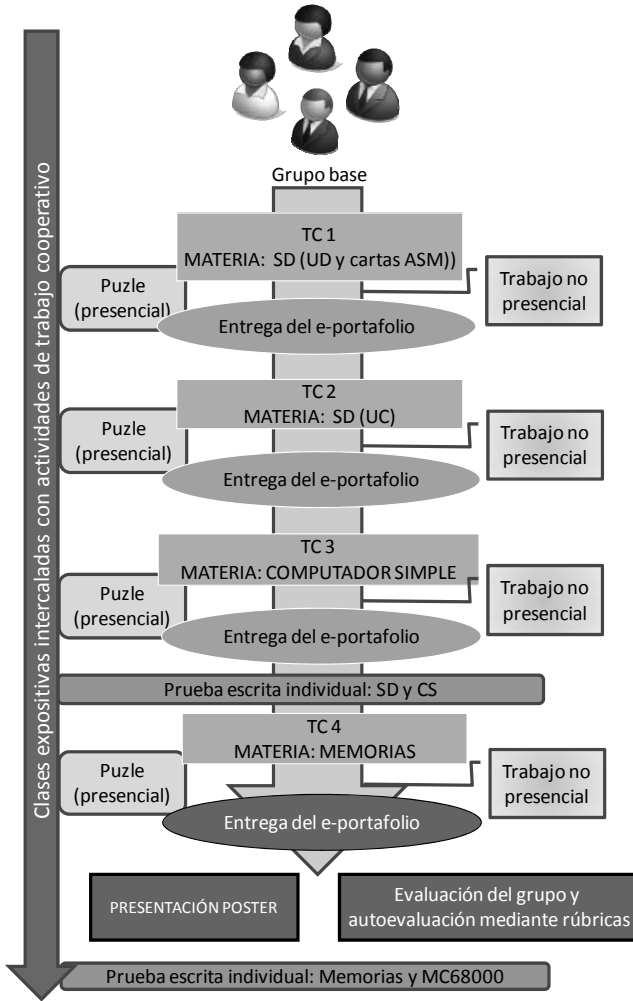 Clases expositivas intercaladas con actividades de trabajo cooperativo
Grupo base
TC 1
MATERIA: SD (UD y cartas ASM))
Puzle
(presencial)
Trabajo no
presencial
Entrega del e-portafolio
TC 2
MATERIA: SD (UC)
Puzle
(presencial)
Trabajo no
presencial
Entrega del e-portafolio
TC 3
MATERIA: COMPUTADOR SIMPLE
Puzle
(presencial)
Trabajo no
presencial
Entrega del e-portafolio
Prueba escrita individual: SD y CS
TC 4
MATERIA: MEMORIAS
Puzle
(presencial)
Trabajo no
presencial
Entrega del e-portafolio
PRESENTACIÓN POSTER
Evaluación del grupo y
autoevaluación mediante rúbricas
Prueba escrita individual: Memorias y MC68000